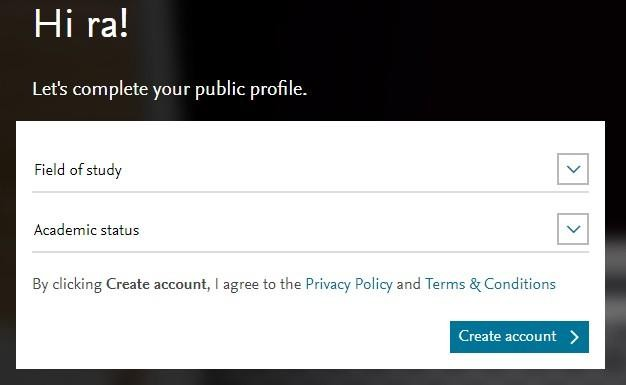 Hi ra!
Let's complete your public profile.
Field of study
Academic status
By clicking Create account, I agree to the Privacy Policy and Terms & Conditions
Create account